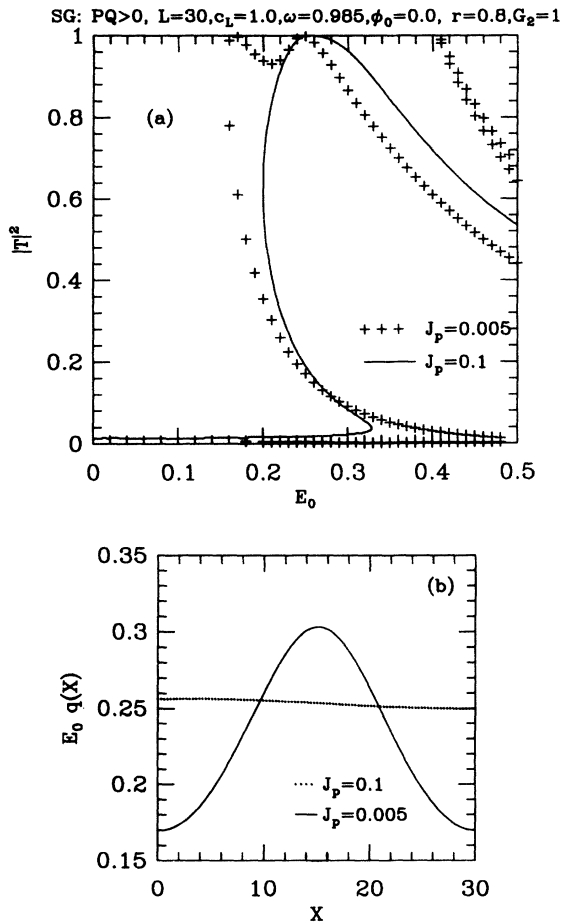 SG: PQ>0, L=30,c_L=1.0,ω=0.985,ϕ_0=0.0, r=0.8,G_2=1
1
(a)
0.8
0.6
|T|^2
0.4
+++ J_p=0.005
— J_p=0.1
0.2
0
0 0.1 0.2 0.3 0.4 0.5
E_0
0.35
(b)
0.3
E_0 q(X)
0.25
0.2
J_p=0.1
J_p=0.005
0.15
0 10 20 30
X